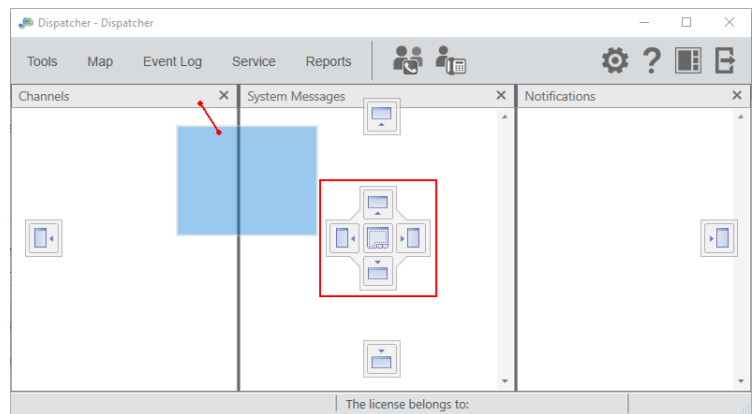 Dispatcher - Dispatcher
Tools Map Event Log Service Reports
Channels System Messages Notifications
The license belongs to: